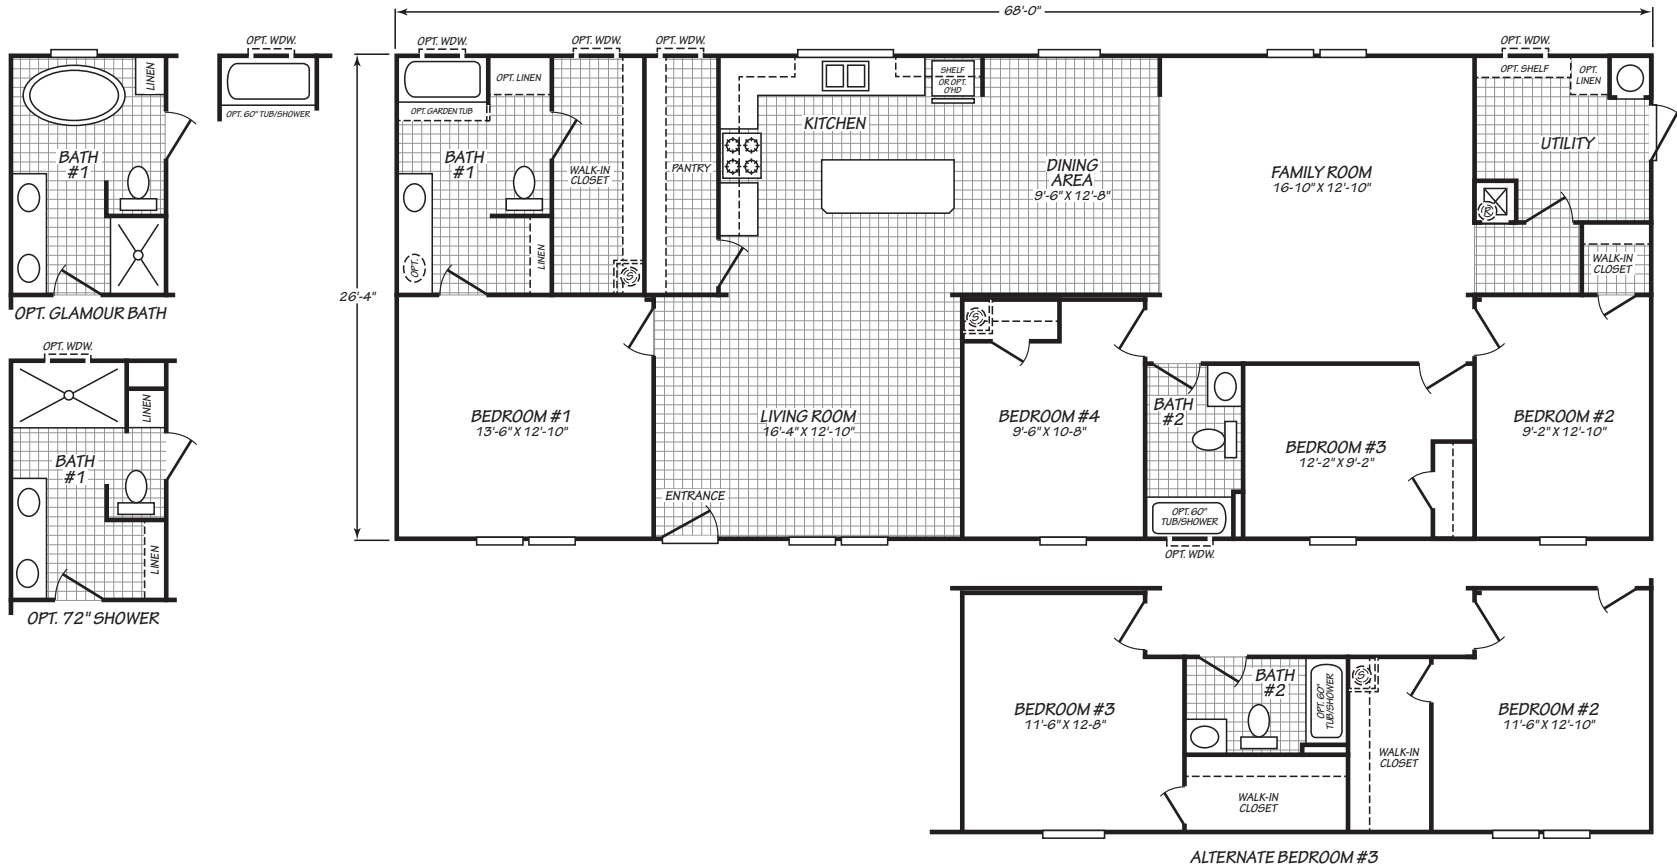 68'-0"
OPT. WDW.
OPT. WDW.
OPT. WDW.
OPT. WDW.
OPT. WDW.
LINEN
OPT. 60" TUB/SHOWER
BATH
#1
OPT. GLAMOUR BATH
OPT. WDW.
LINEN
BATH
#1
LINEN
OPT. 72" SHOWER
26'-4"
OPT. GARDEN TUB
OPT. LINEN
BATH
#1
OPT.
LINEN
WALK-IN
CLOSET
S
PANTRY
KITCHEN
SHELF
OR OPT.
O'HD
DINING
AREA
9'-6" X 12'-8"
FAMILY ROOM
16'-10" X 12'-10"
OPT. SHELF
OPT.
LINEN
UTILITY
R
WALK-IN
CLOSET
BEDROOM #1
13'-6" X 12'-10"
LIVING ROOM
16'-4" X 12'-10"
ENTRANCE
S
BEDROOM #4
9'-6" X 10'-8"
BATH
#2
OPT. 60"
TUB/SHOWER
OPT. WDW.
BEDROOM #3
12'-2" X 9'-2"
BEDROOM #2
9'-2" X 12'-10"
BEDROOM #3
11'-6" X 12'-8"
BATH
#2
OPT. 60"
TUB/SHOWER
S
WALK-IN
CLOSET
WALK-IN
CLOSET
BEDROOM #2
11'-6" X 12'-10"
ALTERNATE BEDROOM #3